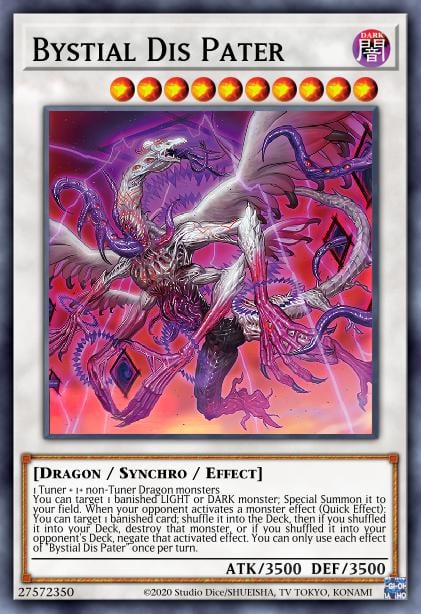 BYSTIAL DIS PATER
DARK
闇
[DRAGON / SYNCHRO / EFFECT]
1 Tuner + 1+ non-Tuner Dragon monsters
You can target 1 banished LIGHT or DARK monster; Special Summon it to
your field. When your opponent activates a monster effect (Quick Effect):
You can target 1 banished card; shuffle it into the Deck, then if you shuffled
it into your Deck, destroy that monster, or if you shuffled it into your
opponent's Deck, negate that activated effect. You can only use each effect
of "Bystial Dis Pater" once per turn.
ATK/3500 DEF/3500
27572350
©2020 Studio Dice/SHUEISHA, TV TOKYO, KONAMI